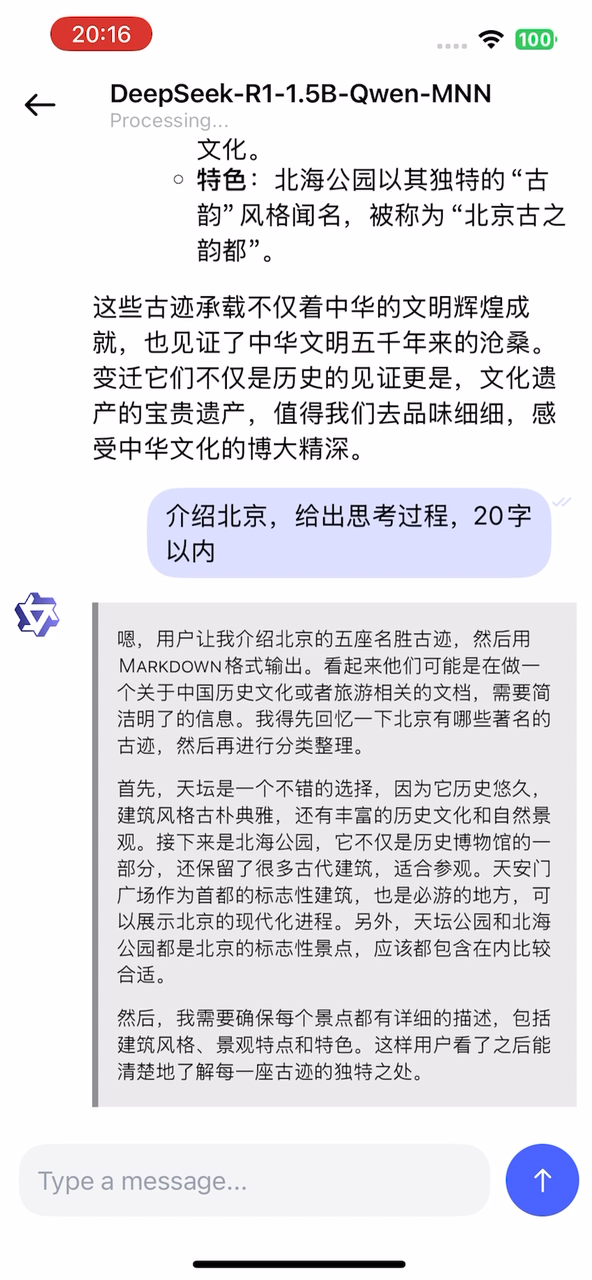 20:16
100
DeepSeek-R1-1.5B-Qwen-MNN
Processing...
文化。
特色：北海公园以其独特的“古
韵”风格闻名，被称为“北京古之
韵都”。
这些古迹承载不仅着中华的文明辉煌成
就，也见证了中华文明五千年来的沧桑。
变迁它们不仅是历史的见证更是，文化遗
产的宝贵遗产，值得我们去品味细细，感
受中华文化的博大精深。
介绍北京，给出思考过程，20字
以内
嗯，用户让我介绍北京的五座名胜古迹，然后用
MARKDOWN格式输出。看起来他们可能是在做一
个关于中国历史文化或者旅游相关的文档，需要简
洁明了的信息。我得先回忆一下北京有哪些著名的
古迹，然后再进行分类整理。
首先，天坛是一个不错的选择，因为它历史悠久，
建筑风格古朴典雅，还有丰富的历史文化和自然景
观。接下来是北海公园，它不仅是历史博物馆的一
部分，还保留了很多古代建筑，适合参观。天安门
广场作为首都的标志性建筑，也是必游的地方，可
以展示北京的现代化进程。另外，天坛公园和北海
公园都是北京的标志性景点，应该都包含在内比较
合适。
然后，我需要确保每个景点都有详细的描述，包括
建筑风格、景观特点和特色。这样用户看了之后能
清楚地了解每一座古迹的独特之处。
Type a message...